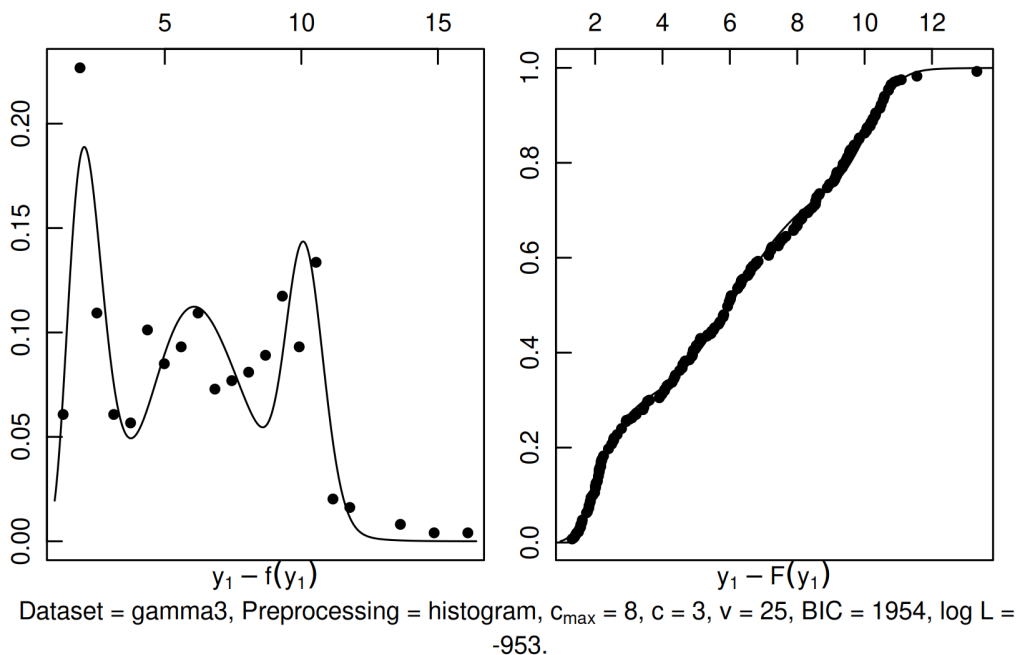 5 10 15
2 4 6 8 10 12
0.00 0.05 0.10 0.15 0.20
0.0 0.2 0.4 0.6 0.8 1.0
y₁ − f(y₁)
y₁ − F(y₁)
Dataset = gamma3, Preprocessing = histogram, cₘₐₓ = 8, c = 3, v = 25, BIC = 1954, log L =
-953.